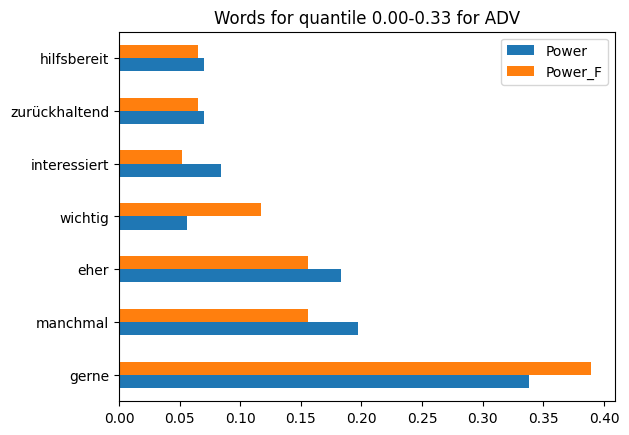 Words for quantile 0.00-0.33 for ADV
Power
Power_F
hilfsbereit
zurückhaltend
interessiert
wichtig
eher
manchmal
gerne
0.00 0.05 0.10 0.15 0.20 0.25 0.30 0.35 0.40